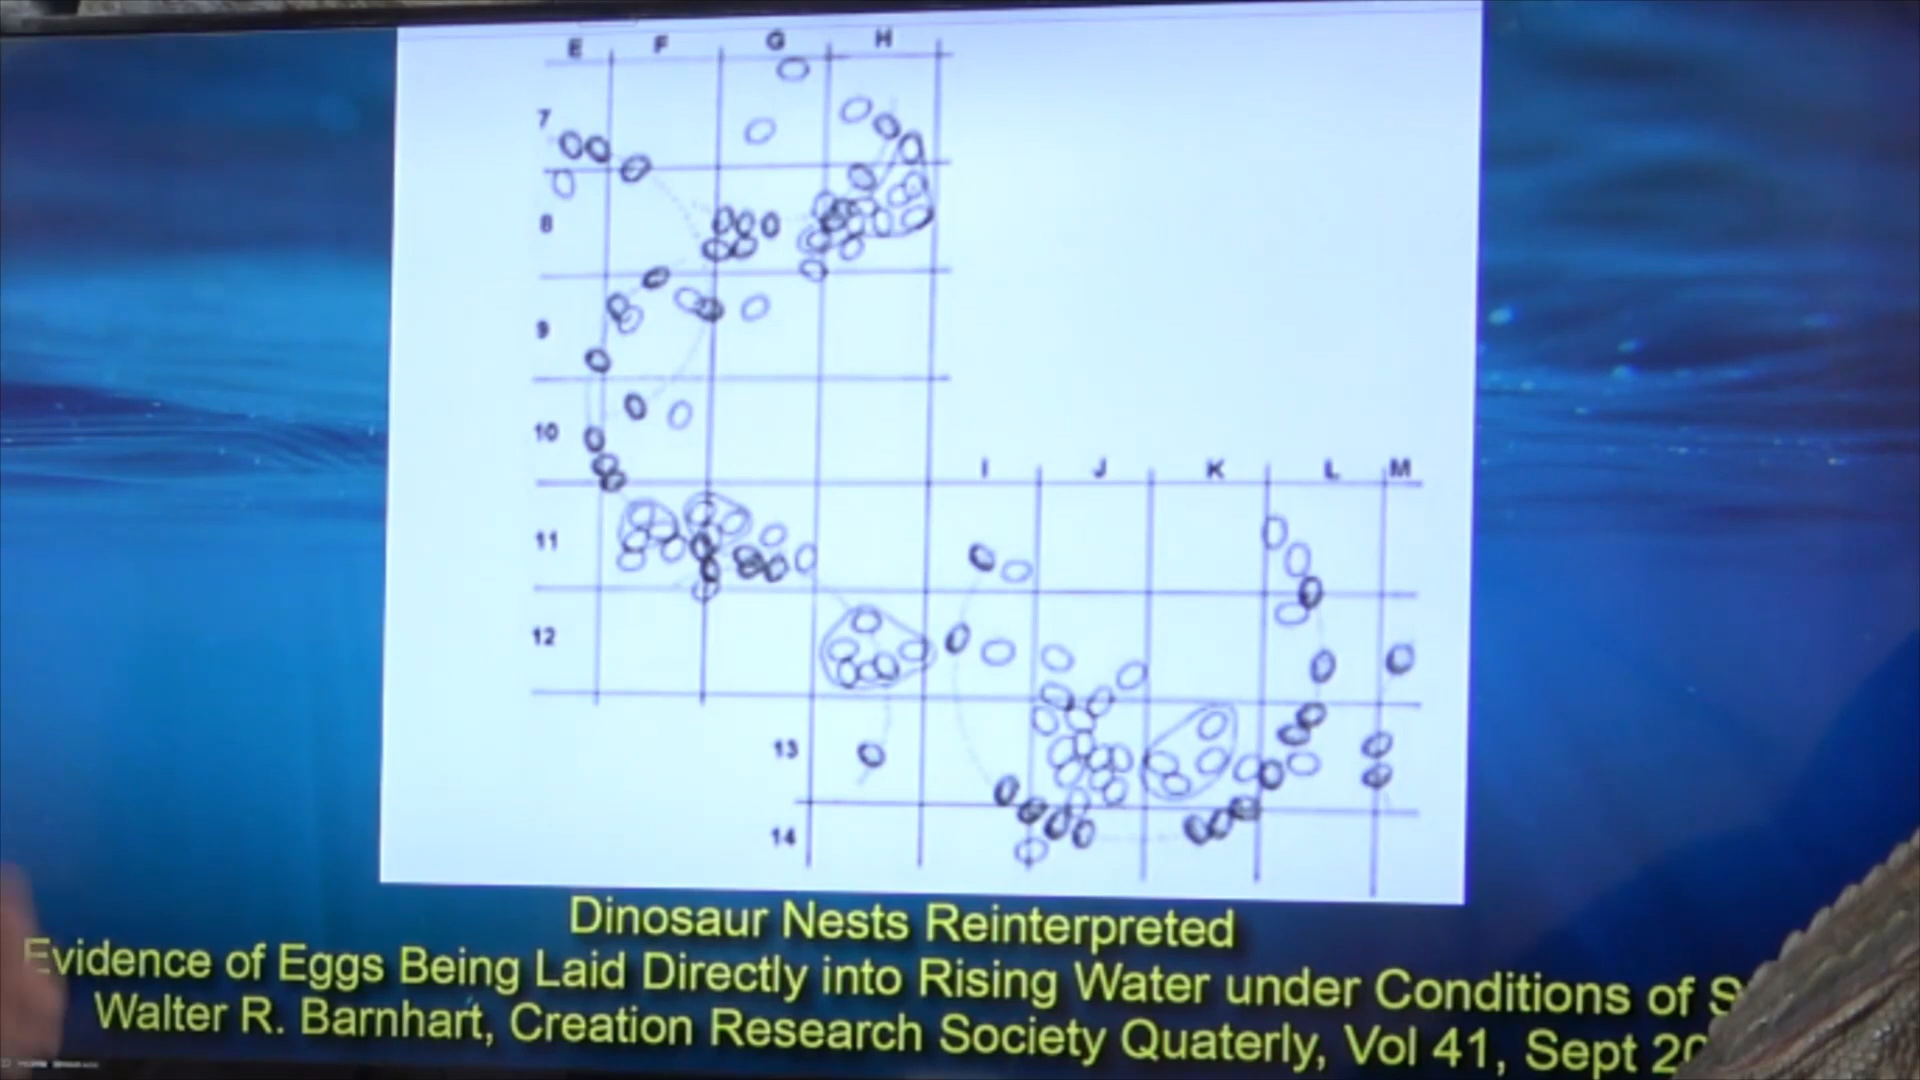 E F G H
7
8
9
10
I J K L M
11
12
13
14
Dinosaur Nests Reinterpreted
Evidence of Eggs Being Laid Directly into Rising Water under Conditions of
Walter R. Barnhart, Creation Research Society Quaterly, Vol 41, Sept